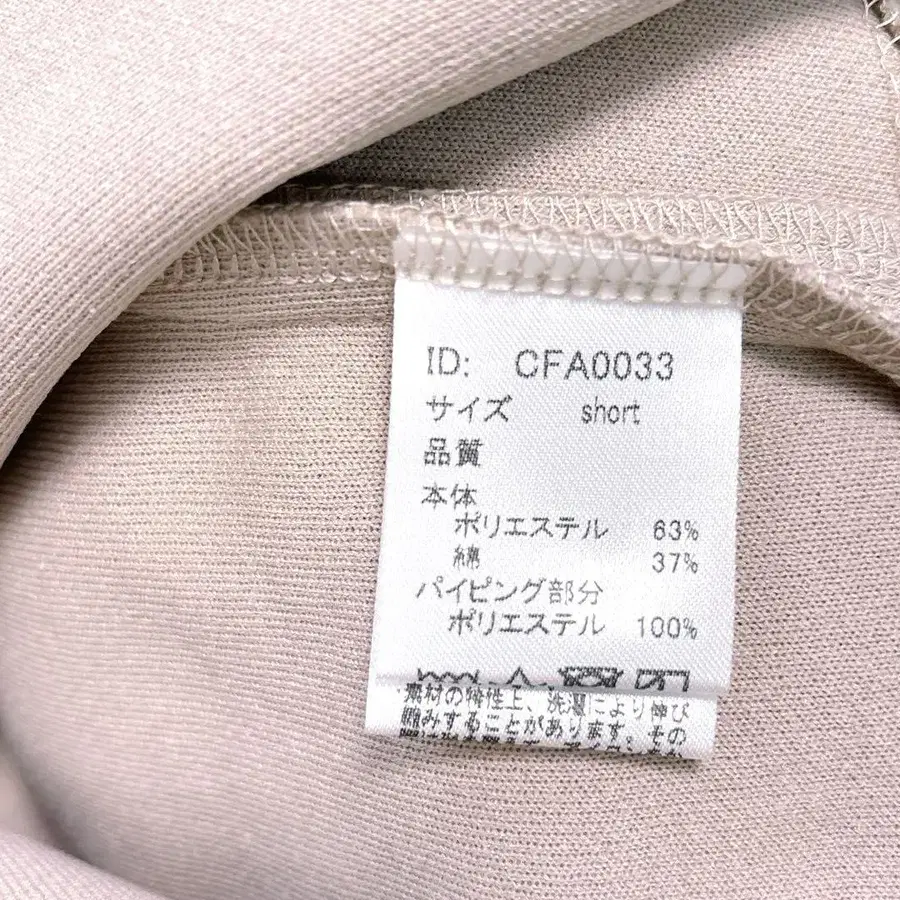 ID: CFA0033
サイズ short
品質
本体
ポリエステル 63%
綿 37%
パイピング部分
ポリエステル 100%
素材の特性上、洗濯により伸び
縮みすることがあります。その